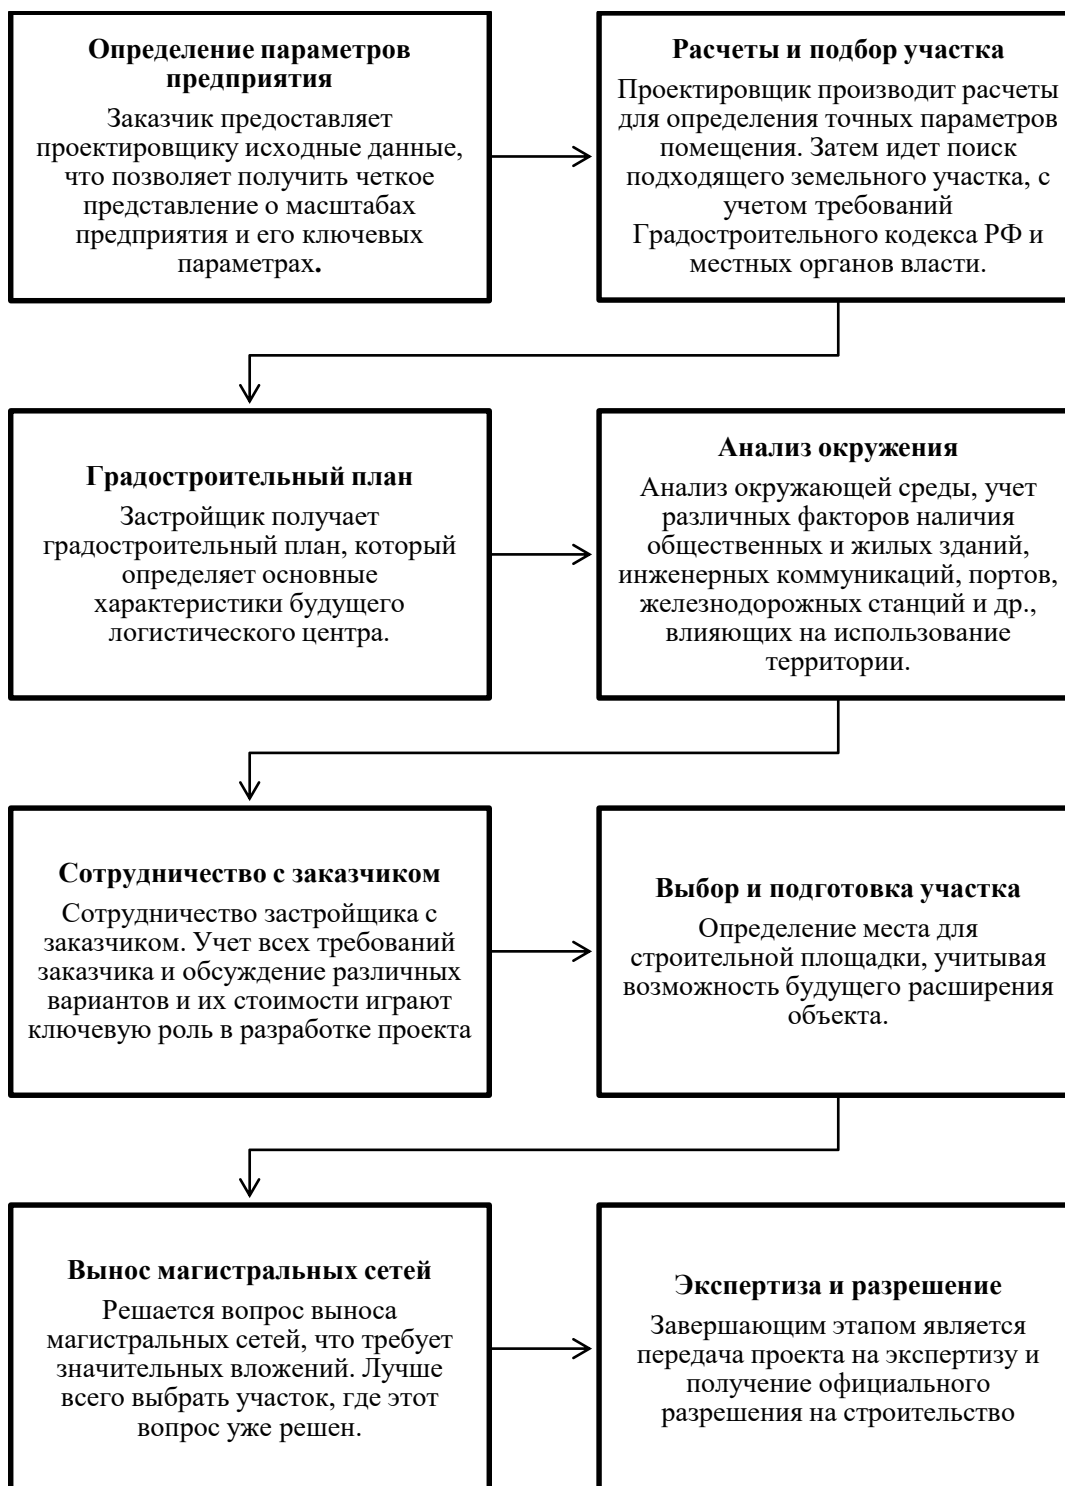 Определение параметров
предприятия
Заказчик предоставляет
проектировщику исходные данные,
что позволяет получить четкое
представление о масштабах
предприятия и его ключевых
параметрах.
Расчеты и подбор участка
Проектировщик производит расчеты
для определения точных параметров
помещения. Затем идет поиск
подходящего земельного участка, с
учетом требований
Градостроительного кодекса РФ и
местных органов власти.
Градостроительный план
Застройщик получает
градостроительный план, который
определяет основные
характеристики будущего
логистического центра.
Анализ окружения
Анализ окружающей среды, учет
различных факторов наличия
общественных и жилых зданий,
инженерных коммуникаций, портов,
железнодорожных станций и др.,
влияющих на использование
территории.
Сотрудничество с заказчиком
Сотрудничество застройщика с
заказчиком. Учет всех требований
заказчика и обсуждение различных
вариантов и их стоимости играют
ключевую роль в разработке проекта
Выбор и подготовка участка
Определение места для
строительной площадки, учитывая
возможность будущего расширения
объекта.
Вынос магистральных сетей
Решается вопрос выноса
магистральных сетей, что требует
значительных вложений. Лучше
всего выбрать участок, где этот
вопрос уже решен.
Экспертиза и разрешение
Завершающим этапом является
передача проекта на экспертизу и
получение официального
разрешения на строительство